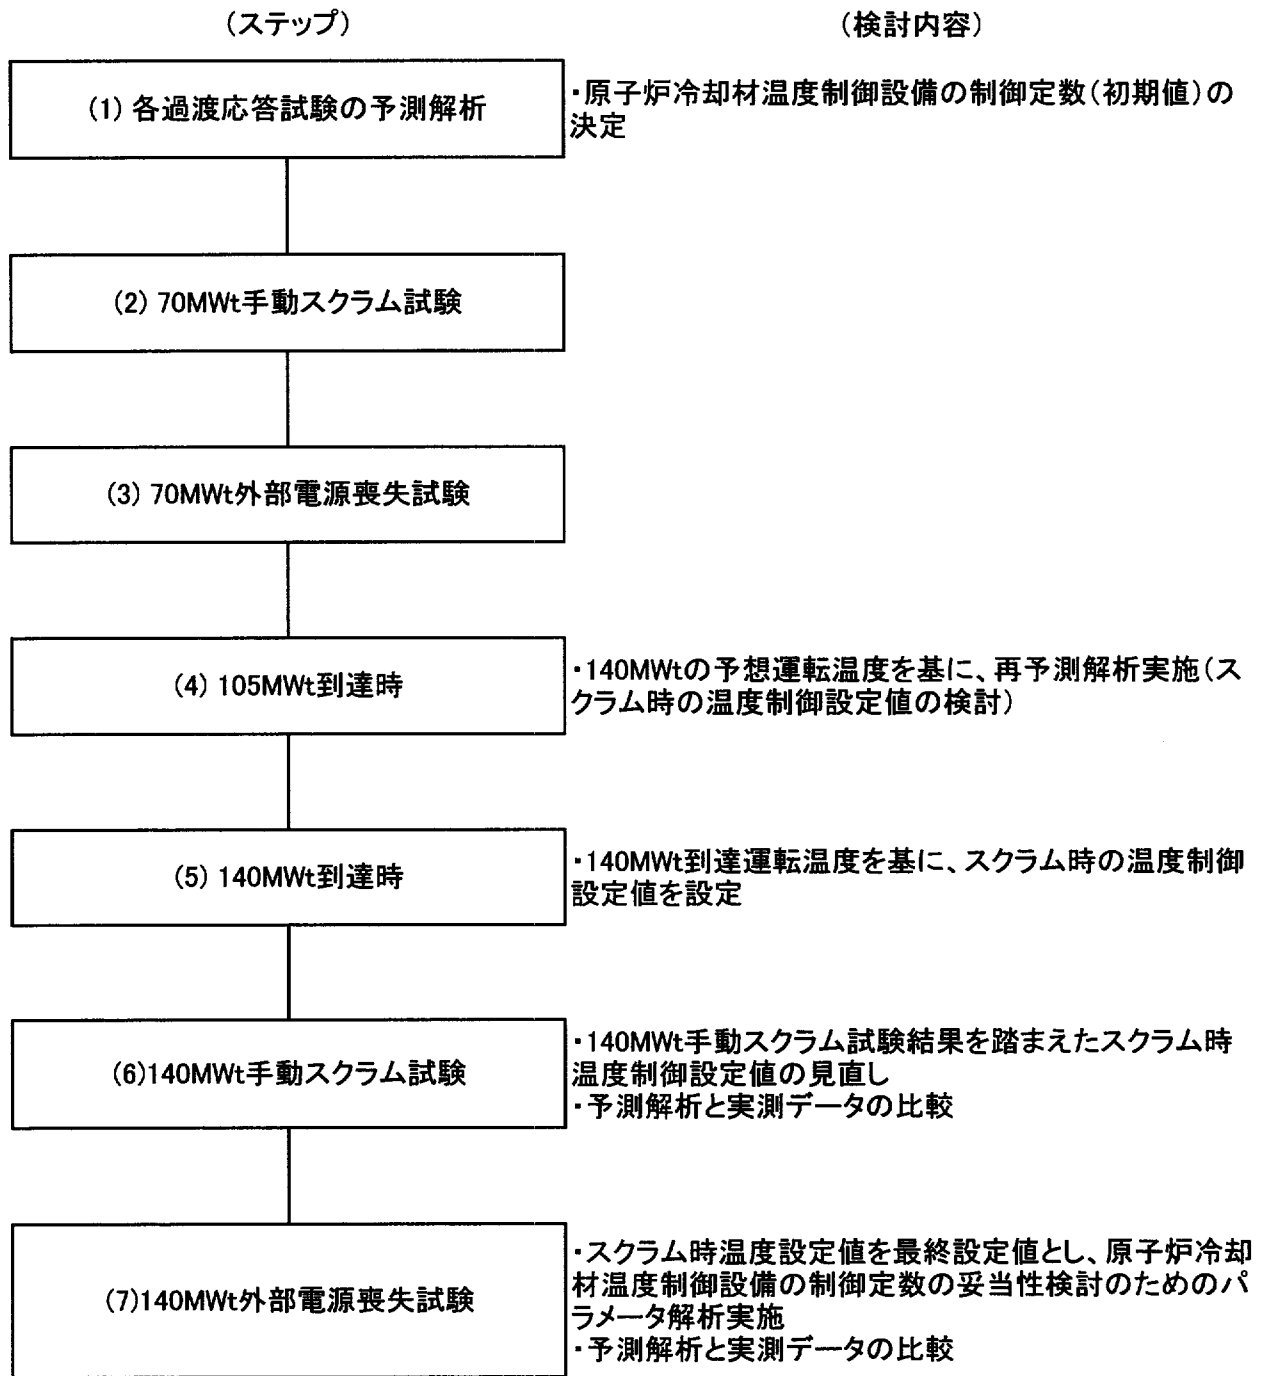 (ステップ)
(検討内容)
(1) 各過渡応答試験の予測解析
・原子炉冷却材温度制御設備の制御定数(初期値)の
決定
(2) 70MWt手動スクラム試験
(3) 70MWt外部電源喪失試験
(4) 105MWt到達時
・140MWtの予想運転温度を基に、再予測解析実施(ス
クラム時の温度制御設定値の検討)
(5) 140MWt到達時
・140MWt到達運転温度を基に、スクラム時の温度制御
設定値を設定
(6)140MWt手動スクラム試験
・140MWt手動スクラム試験結果を踏まえたスクラム時
温度制御設定値の見直し
・予測解析と実測データの比較
(7)140MWt外部電源喪失試験
・スクラム時温度設定値を最終設定値とし、原子炉冷却
材温度制御設備の制御定数の妥当性検討のためのパ
ラメータ解析実施
・予測解析と実測データの比較